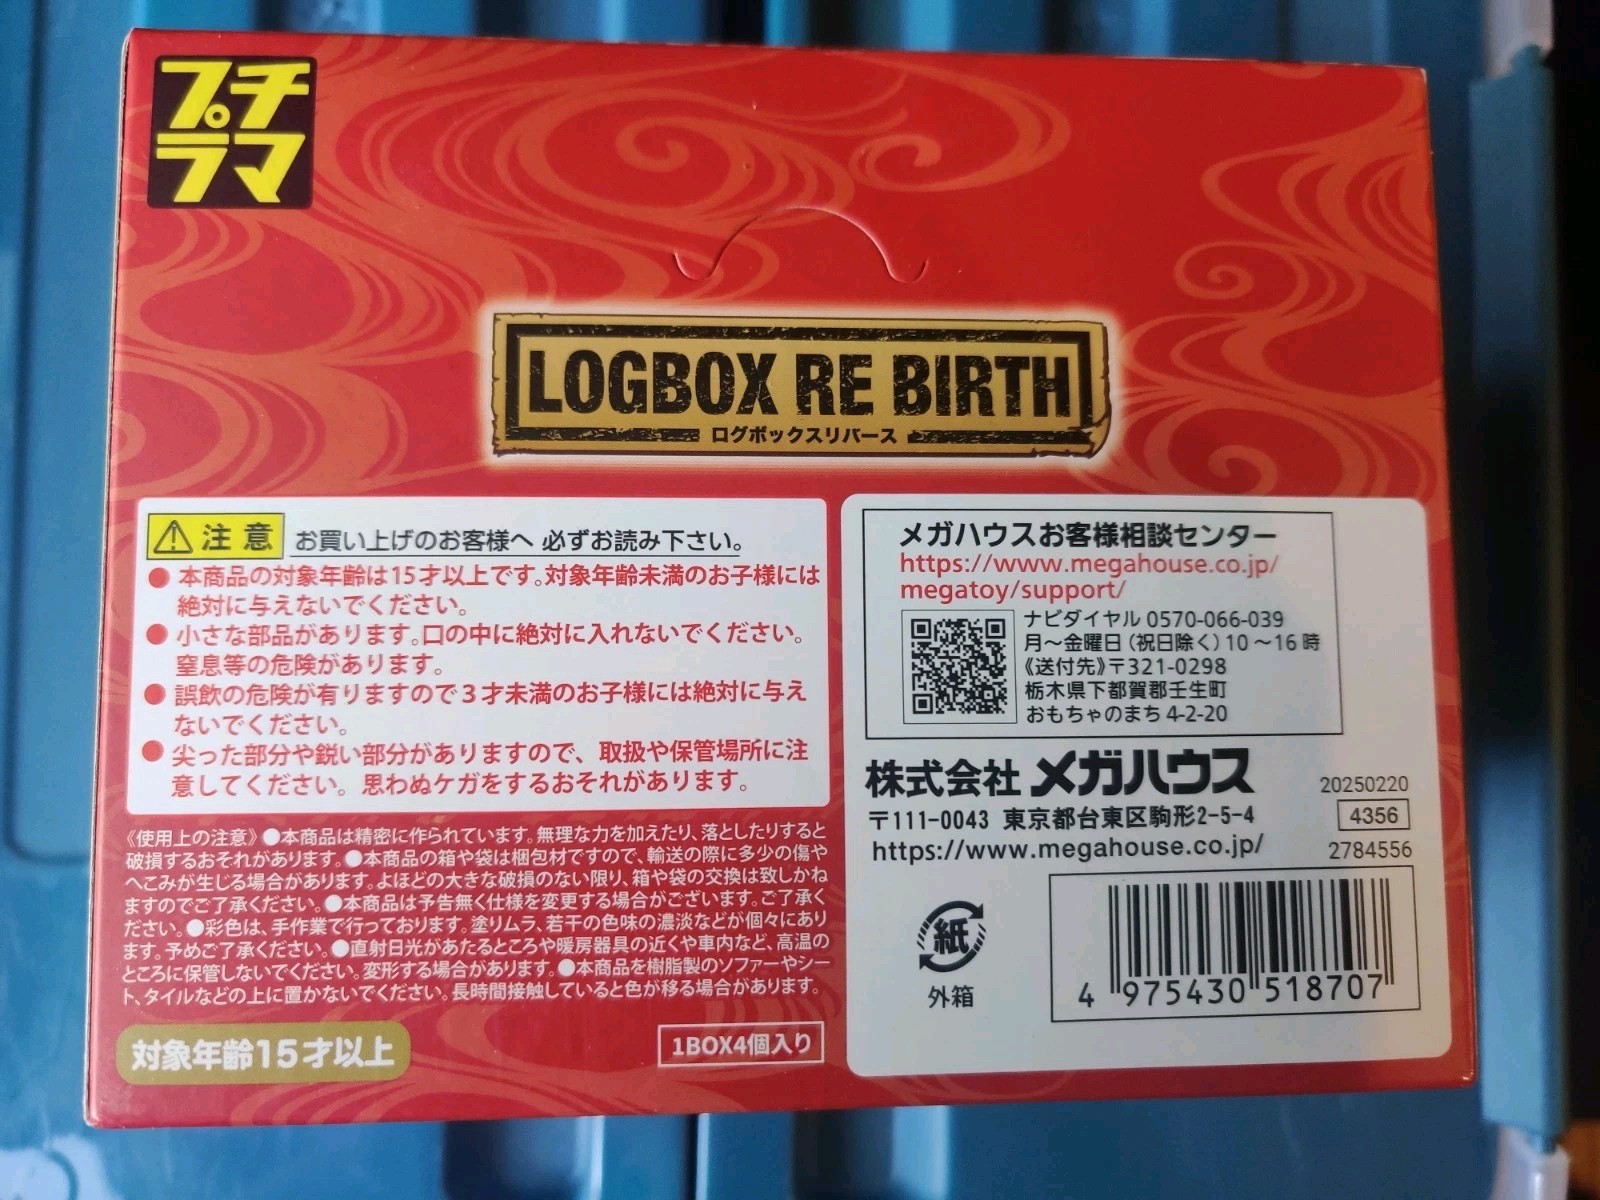 プチ
ラマ
LOGBOX RE BIRTH
ログボックスリバース
注意 お買い上げのお客様へ 必ずお読み下さい。
●本商品の対象年齢は15才以上です。対象年齢未満のお子様には
絶対に与えないでください。
●小さな部品があります。口の中に絶対に入れないでください。
窒息等の危険があります。
●誤飲の危険が有りますので3才未満のお子様には絶対に与え
ないでください。
●尖った部分や鋭い部分がありますので、取扱や保管場所に注
意してください。思わぬケガをするおそれがあります。
《使用上の注意》●本商品は精密に作られています。無理な力を加えたり、落としたりすると
破損するおそれがあります。●本商品の箱や袋は梱包材ですので、輸送の際に多少の傷や
へこみが生じる場合があります。よほどの大きな破損のない限り、箱や袋の交換は致しかね
ますのでご了承ください。●本商品は予告無く仕様を変更する場合がございます。ご了承く
ださい。●彩色は、手作業で行っております。塗りムラ、若干の色味の濃淡などが個々にあり
ます。予めご了承ください。●直射日光があたるところや暖房器具の近くや車内など、高温の
ところに保管しないでください。変形する場合があります。●本商品を樹脂製のソファーやシー
ト、タイルなどの上に置かないでください。長時間接触していると色が移る場合があります。
対象年齢15才以上
1BOX4個入り
メガハウスお客様相談センター
https://www.megahouse.co.jp/
megatoy/support/
ナビダイヤル 0570-066-039
月～金曜日(祝日除く)10～16時
《送付先》〒321-0298
栃木県下都賀郡壬生町
おもちゃのまち4-2-20
株式会社メガハウス
〒111-0043 東京都台東区駒形2-5-4
https://www.megahouse.co.jp/
20250220
4356
2784556
紙
外箱
4 975430 518707